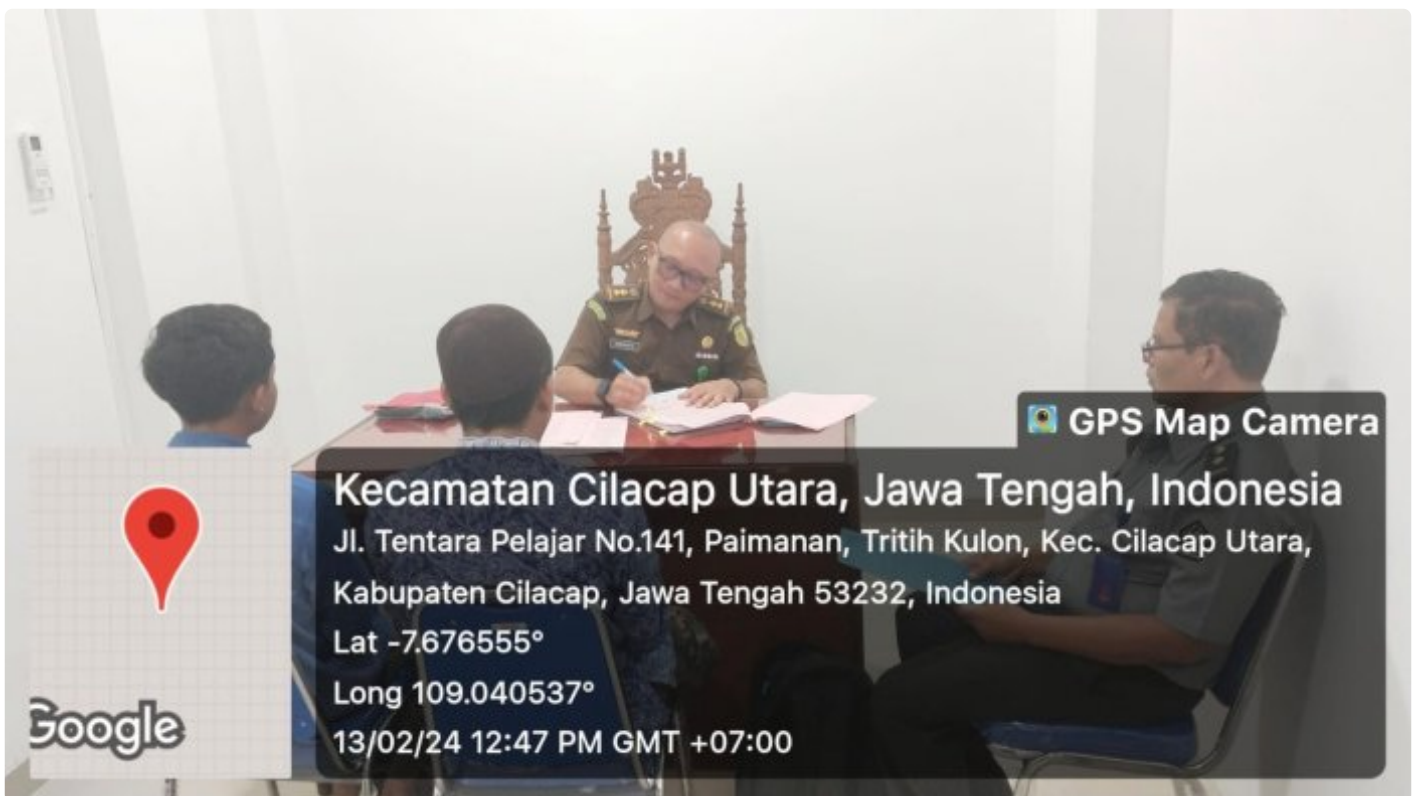 GPS Map Camera
Kecamatan Cilacap Utara, Jawa Tengah, Indonesia
Jl. Tentara Pelajar No.141, Paimanan, Tritih Kulon, Kec. Cilacap Utara,
Kabupaten Cilacap, Jawa Tengah 53232, Indonesia
Lat -7.676555°
Long 109.040537°
13/02/24 12:47 PM GMT +07:00
Google